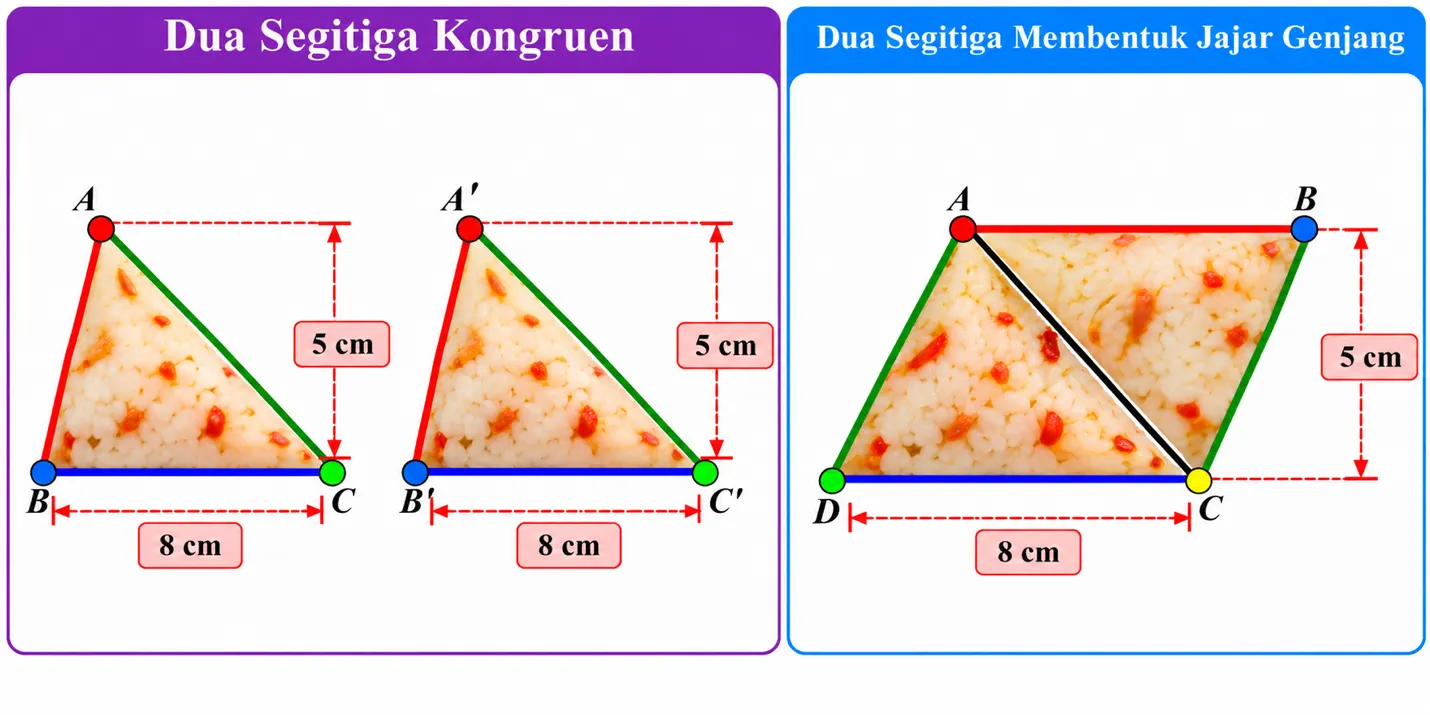 Dua Segitiga Kongruen
A
A'
5 cm
5 cm
B
C
B'
C'
8 cm
8 cm
Dua Segitiga Membentuk Jajar Genjang
A
B
5 cm
D
C
8 cm